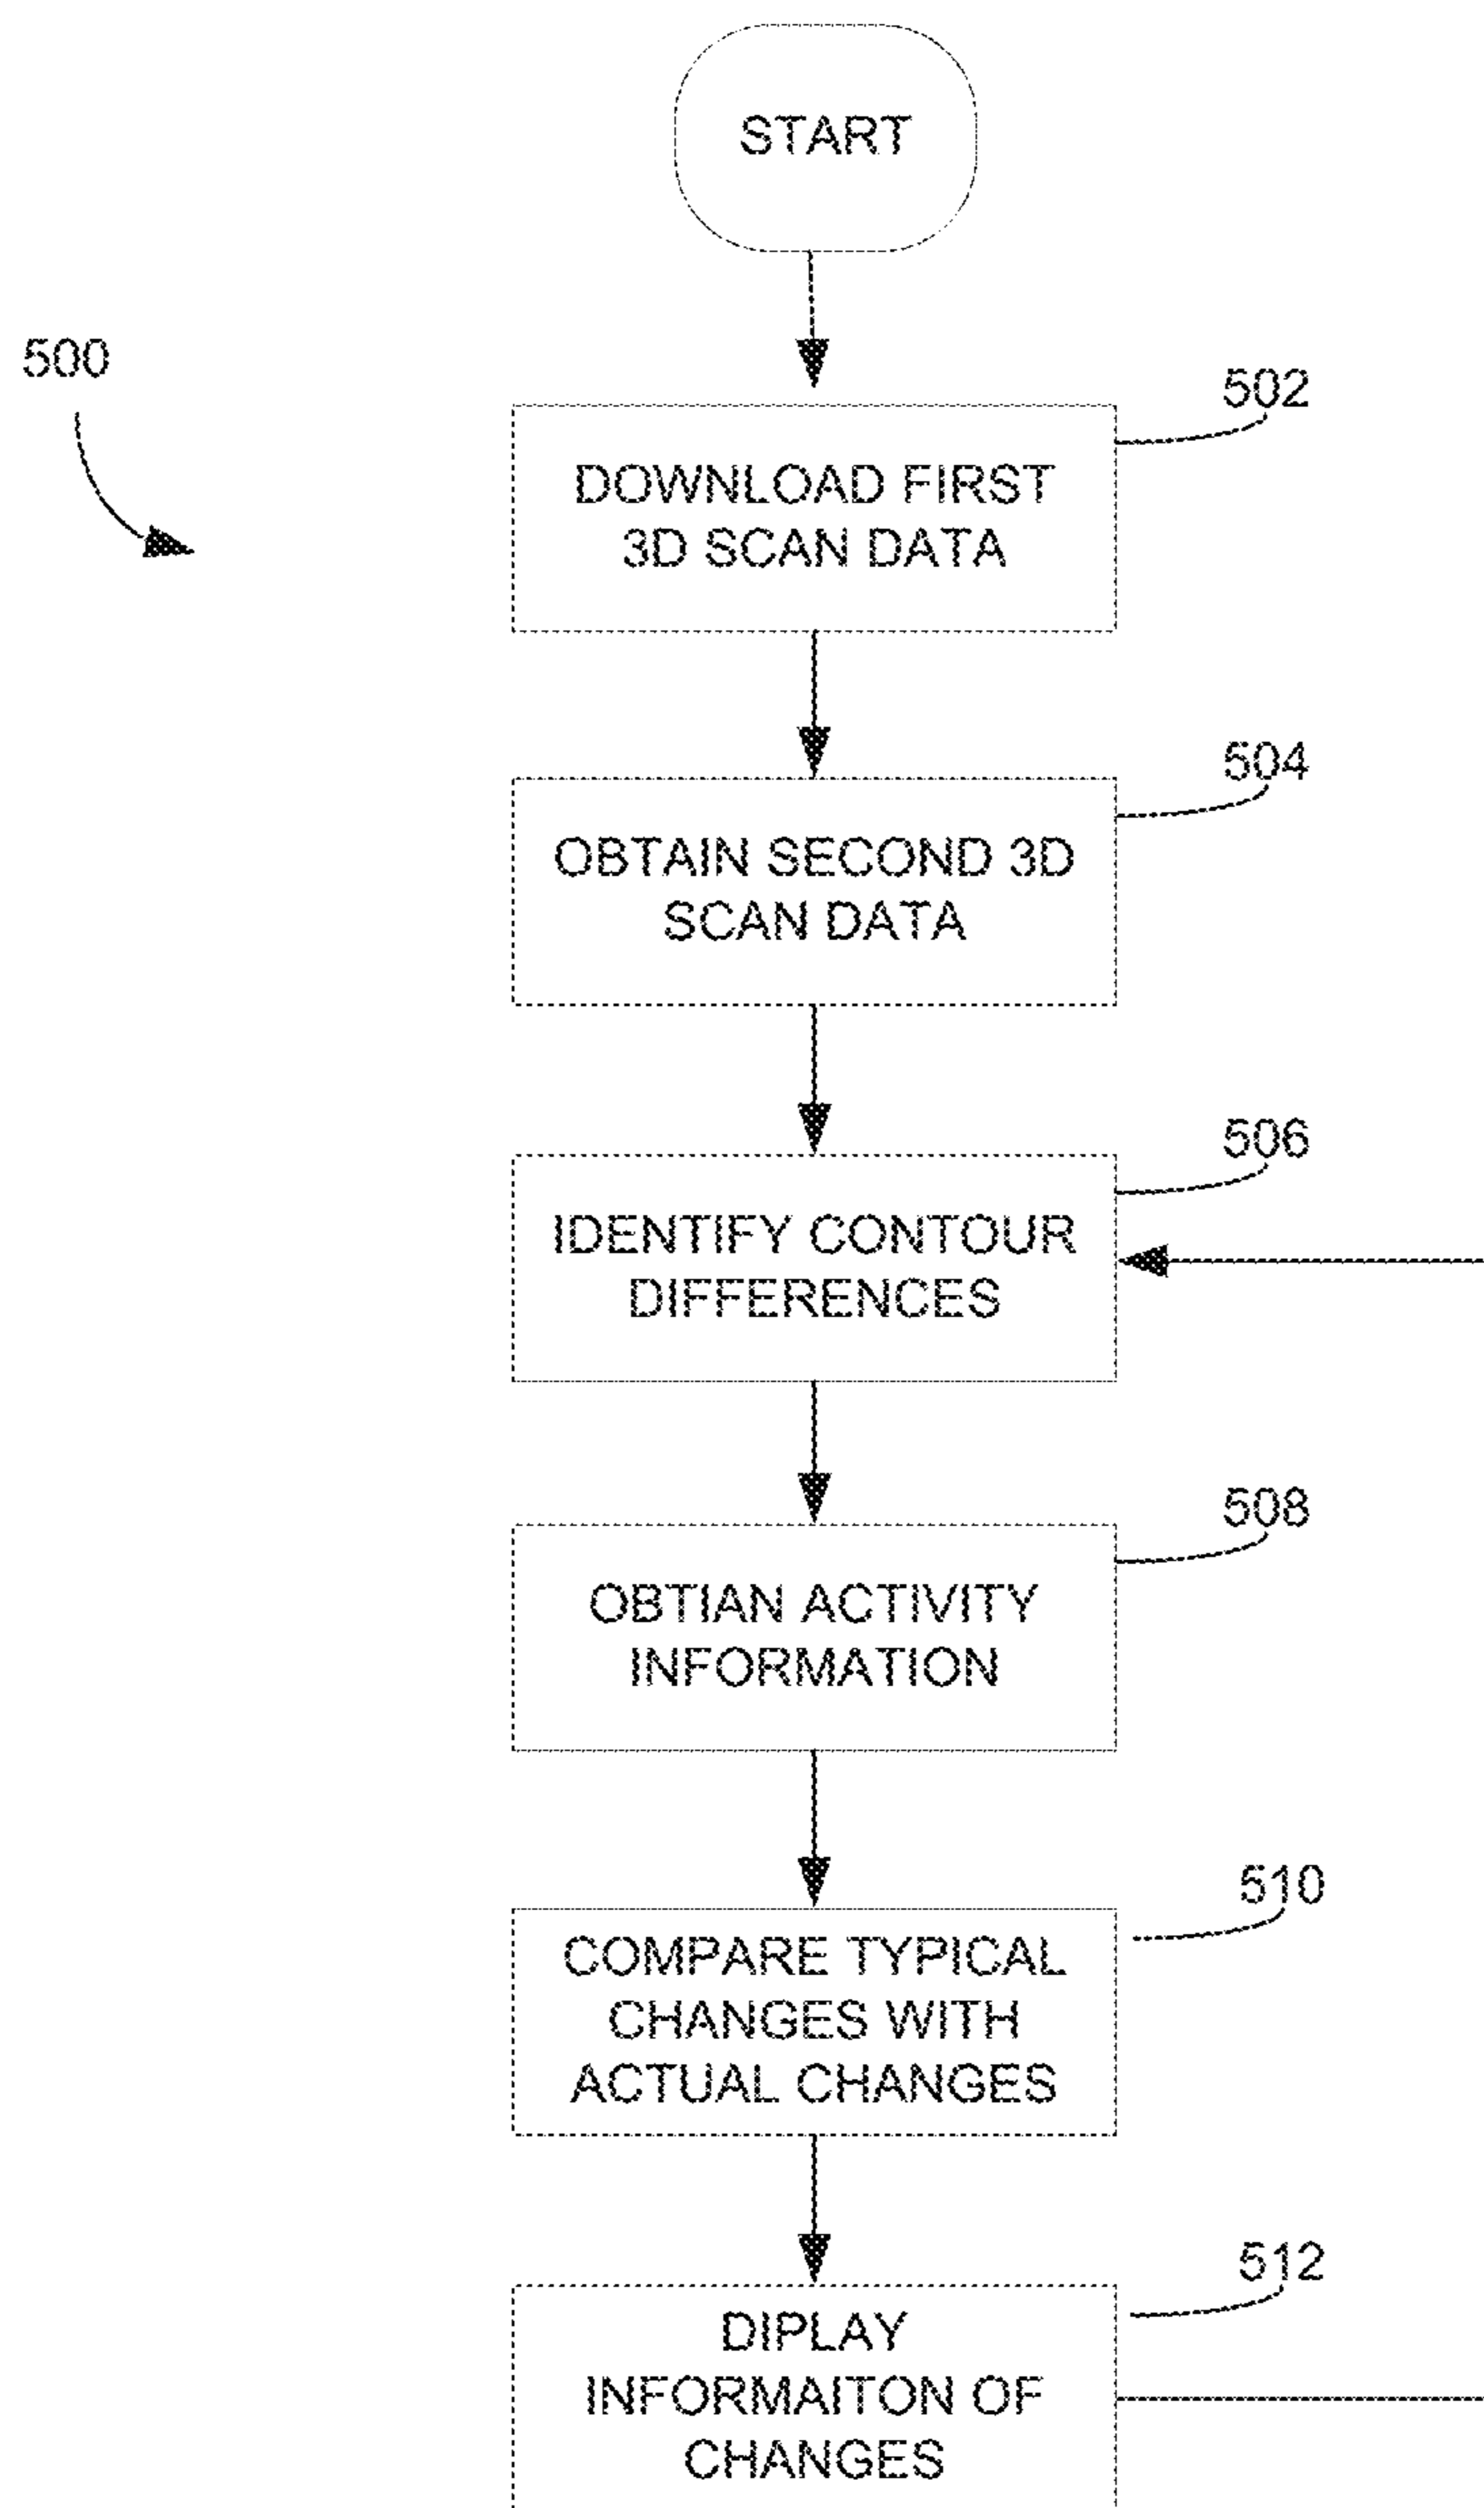 START
500
502
DOWNLOAD FIRST
3D SCAN DATA
504
OBTAIN SECOND 3D
SCAN DATA
506
IDENTIFY CONTOUR
DIFFERENCES
508
OBTIAN ACTIVITY
INFORMATION
510
COMPARE TYPICAL
CHANGES WITH
ACTUAL CHANGES
512
DIPLAY
INFORMAITON OF
CHANGES